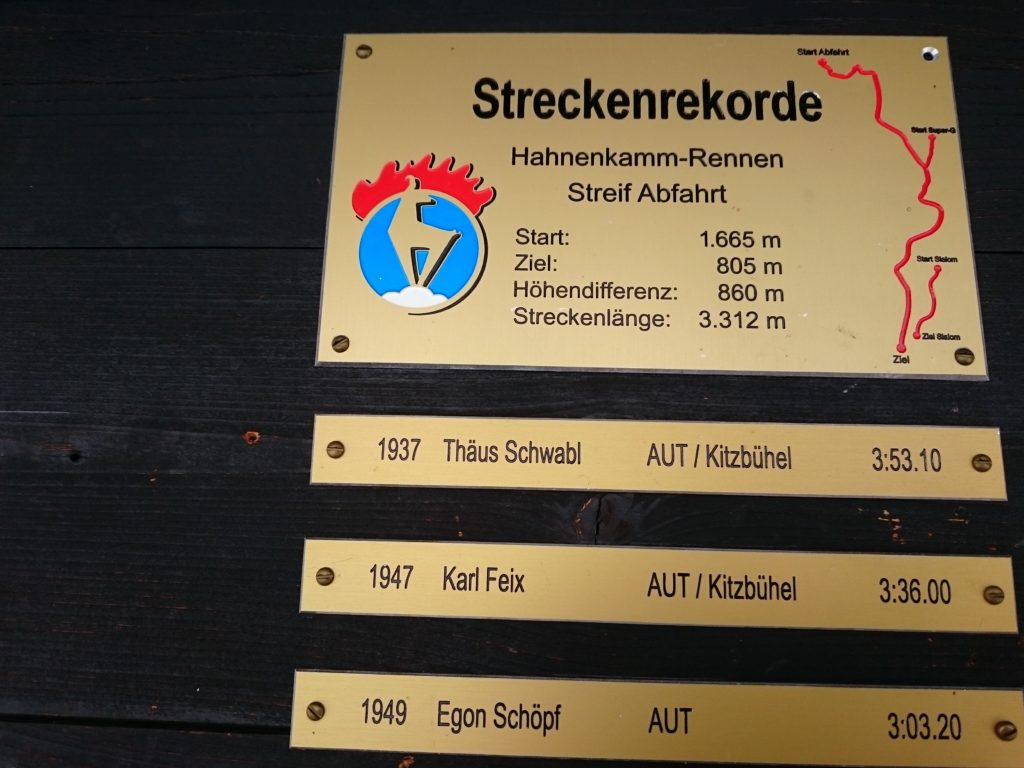 Start Abfahrt
Streckenrekorde
Start Super-G
Hahnenkamm-Rennen
Streif Abfahrt
Start: 1.665 m
Ziel: 805 m
Höhendifferenz: 860 m
Streckenlänge: 3.312 m
Start Slalom
Ziel Slalom
Ziel
1937 Thäus Schwabl AUT / Kitzbühel 3:53.10
1947 Karl Feix AUT / Kitzbühel 3:36.00
1949 Egon Schöpf AUT 3:03.20